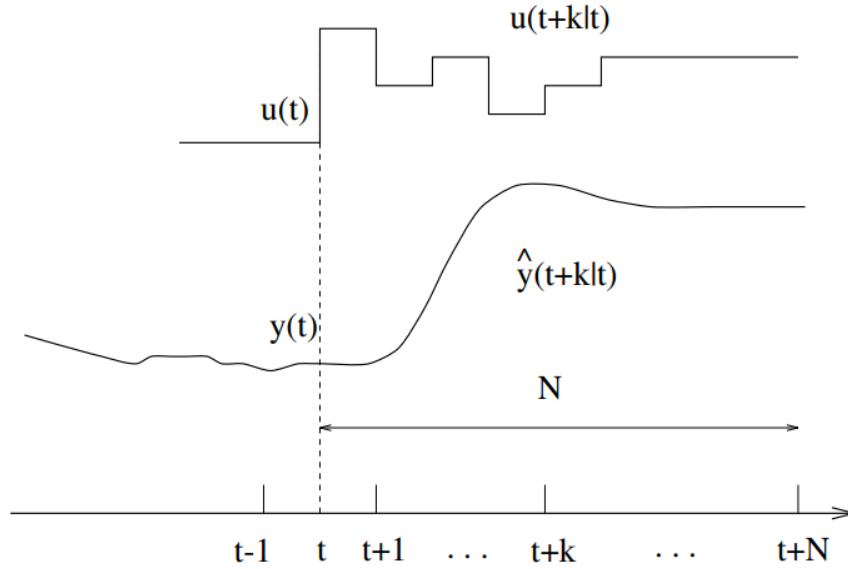 u(t+k|t)
u(t)
ŷ(t+k|t)
y(t)
N
t-1 t t+1 ... t+k ... t+N